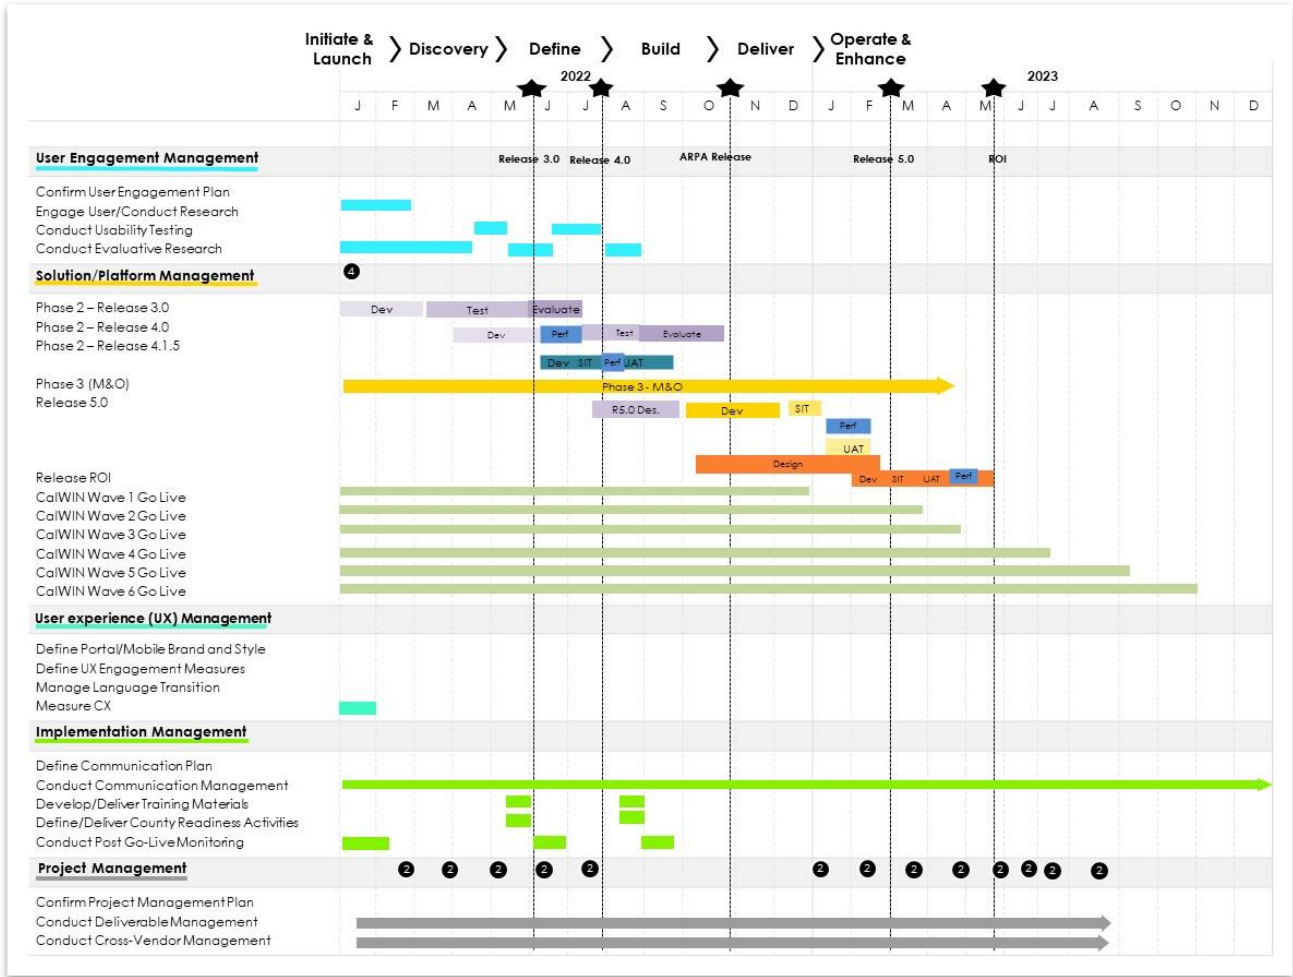 Initiate & Launch > Discovery > Define > Build > Deliver > Operate & Enhance
2022 2023
J F M A M J J A S O N D J F M A M J J A S O N D
User Engagement Management Release 3.0 Release 4.0 ARPA Release Release 5.0 ROI
Confirm User Engagement Plan
Engage User/Conduct Research
Conduct Usability Testing
Conduct Evaluative Research
Solution/Platform Management 4
Phase 2 – Release 3.0 Dev Test Evaluate
Phase 2 – Release 4.0 Dev Perf Test Evaluate
Phase 2 – Release 4.1.5 Dev SIT Perf UAT
Phase 3 (M&O) Phase 3 - M&O
Release 5.0 R5.0 Des. Dev SIT
Perf
UAT
Design
Release ROI Dev SIT UAT Perf
CalWIN Wave 1 Go Live
CalWIN Wave 2 Go Live
CalWIN Wave 3 Go Live
CalWIN Wave 4 Go Live
CalWIN Wave 5 Go Live
CalWIN Wave 6 Go Live
User experience (UX) Management
Define Portal/Mobile Brand and Style
Define UX Engagement Measures
Manage Language Transition
Measure CX
Implementation Management
Define Communication Plan
Conduct Communication Management
Develop/Deliver Training Materials
Define/Deliver County Readiness Activities
Conduct Post Go-Live Monitoring
Project Management 2 2 2 2 2 2 2 2 2 2 2 2 2
Confirm Project Management Plan
Conduct Deliverable Management
Conduct Cross-Vendor Management